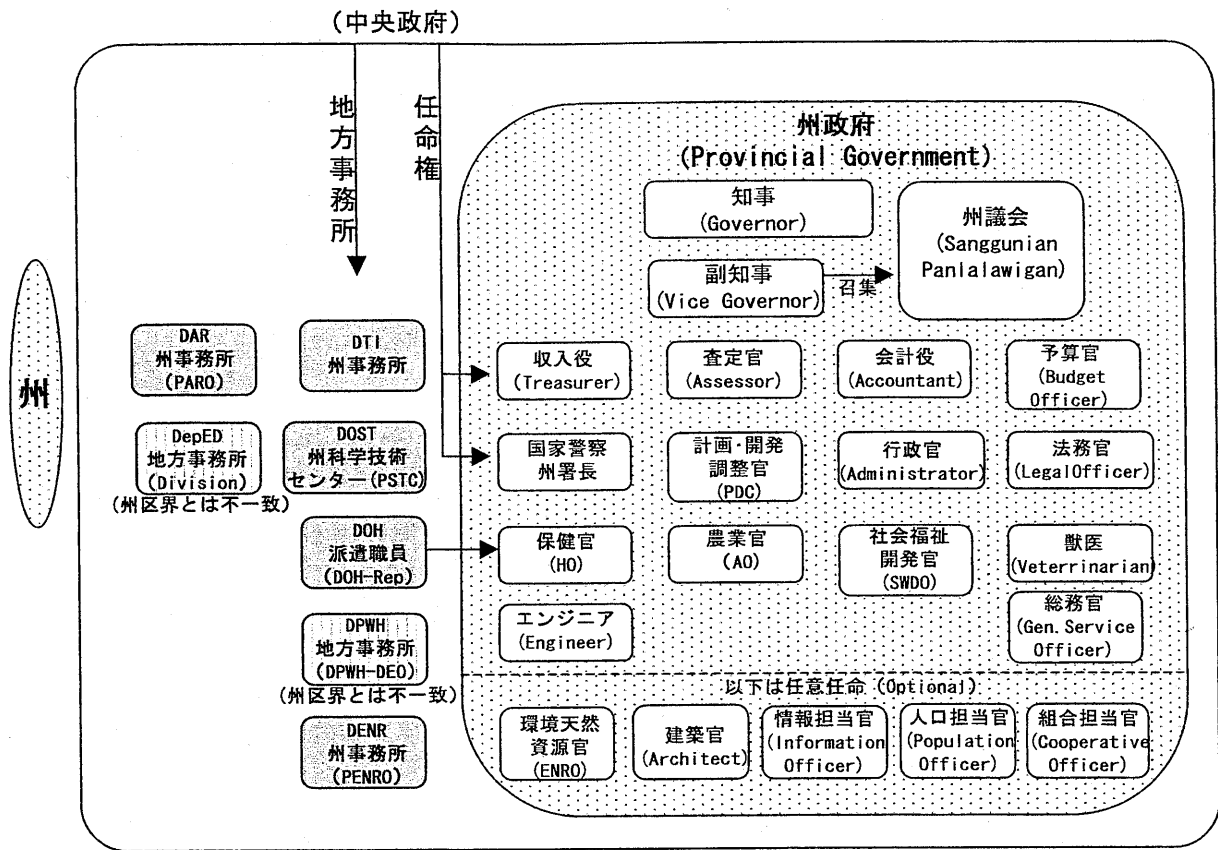 (中央政府)
地方事務所
任命権
州政府
(Provincial Government)
知事
(Governor)
州議会
(Sanggunian
Panlalawigan)
副知事
(Vice Governor)
召集
州
DAR
州事務所
(PARO)
DTI
州事務所
収入役
(Treasurer)
査定官
(Assessor)
会計役
(Accountant)
予算官
(Budget
Officer)
DepED
地方事務所
(Division)
(州区界とは不一致)
DOST
州科学技術
センター(PSTC)
国家警察
州署長
計画・開発
調整官
(PDC)
行政官
(Administrator)
法務官
(LegalOfficer)
DOH
派遣職員
(DOH-Rep)
保健官
(HO)
農業官
(AO)
社会福祉
開発官
(SWDO)
獣医
(Veterrinarian)
DPWH
地方事務所
(DPWH-DEO)
(州区界とは不一致)
エンジニア
(Engineer)
総務官
(Gen.Service
Officer)
以下は任意任命 (Optional)
DENR
州事務所
(PENRO)
環境天然
資源官
(ENRO)
建築官
(Architect)
情報担当官
(Information
Officer)
人口担当官
(Population
Officer)
組合担当官
(Cooperative
Officer)